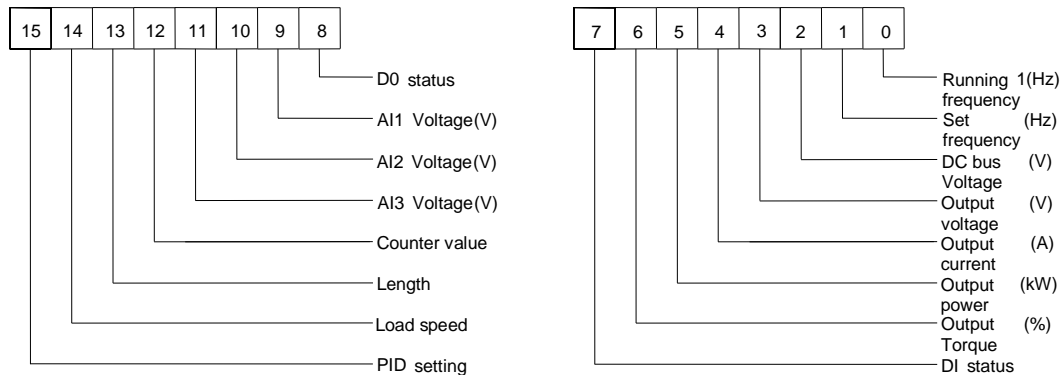 15 14 13 12 11 10 9 8
D0 status
AI1 Voltage(V)
AI2 Voltage(V)
AI3 Voltage(V)
Counter value
Length
Load speed
PID setting
7 6 5 4 3 2 1 0
Running 1(Hz)
frequency
Set (Hz)
frequency
DC bus (V)
Voltage
Output (V)
voltage
Output (A)
current
Output (kW)
power
Output (%)
Torque
DI status